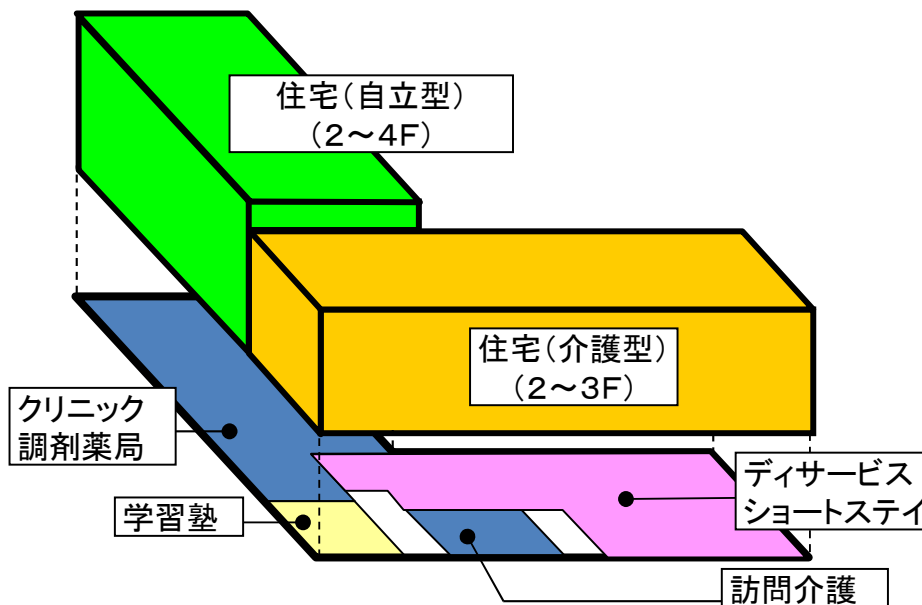 住宅(自立型)
(2～4F)
住宅(介護型)
(2～3F)
クリニック
調剤薬局
学習塾
ディサービス
ショートステイ
訪問介護